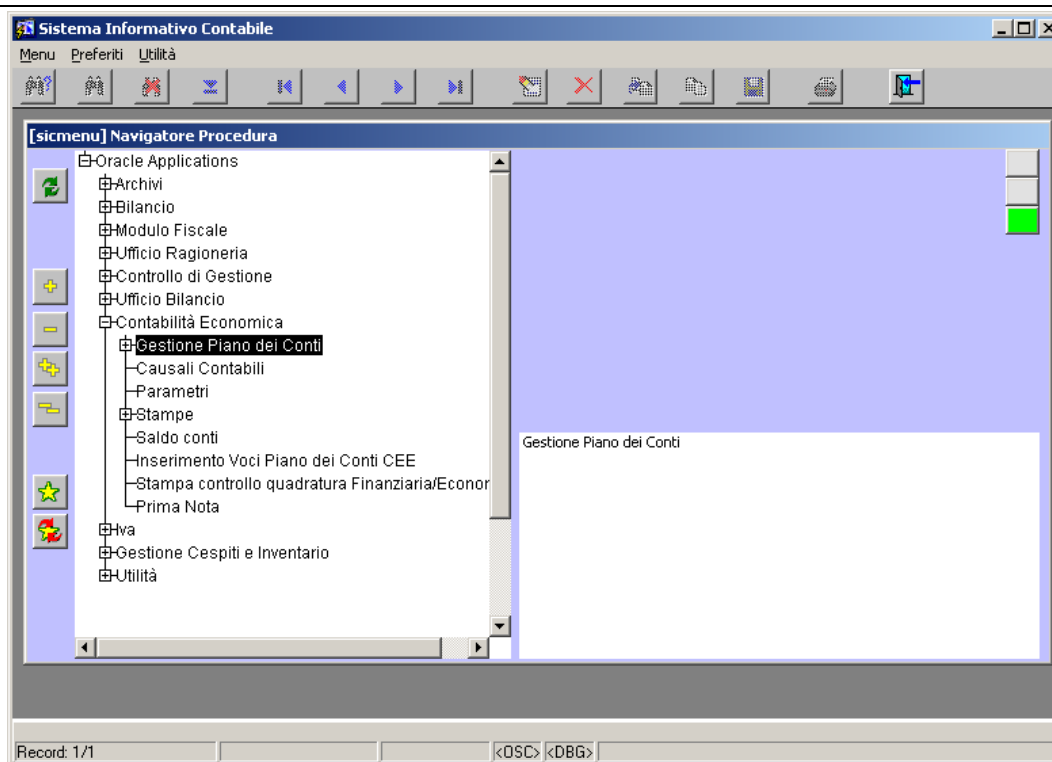 Sistema Informativo Contabile
Menu Preferiti Utilità
[sicmenu] Navigatore Procedura
Oracle Applications
Archivi
Bilancio
Modulo Fiscale
Ufficio Ragioneria
Controllo di Gestione
Ufficio Bilancio
Contabilità Economica
Gestione Piano dei Conti
Causali Contabili
Parametri
Stampe
Saldo conti
Inserimento Voci Piano dei Conti CEE
Stampa controllo quadratura Finanziaria/Econor
Prima Nota
Iva
Gestione Cespiti e Inventario
Utilità
Gestione Piano dei Conti
Record: 1/1 <OSC> <DBG>